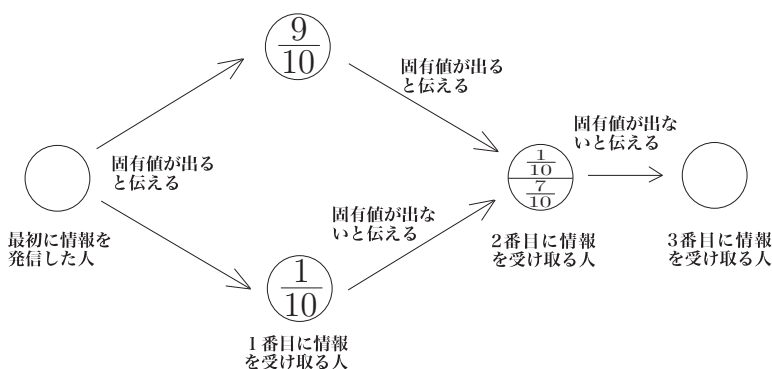 9
10
固有値が出る
と伝える
固有値が出な
いと伝える
固有値が出る
と伝える
1
10
7
10
固有値が出な
いと伝える
最初に情報を
発信した人
2番目に情報
を受け取る人
3番目に情報
を受け取る人
1
10
1番目に情報
を受け取る人